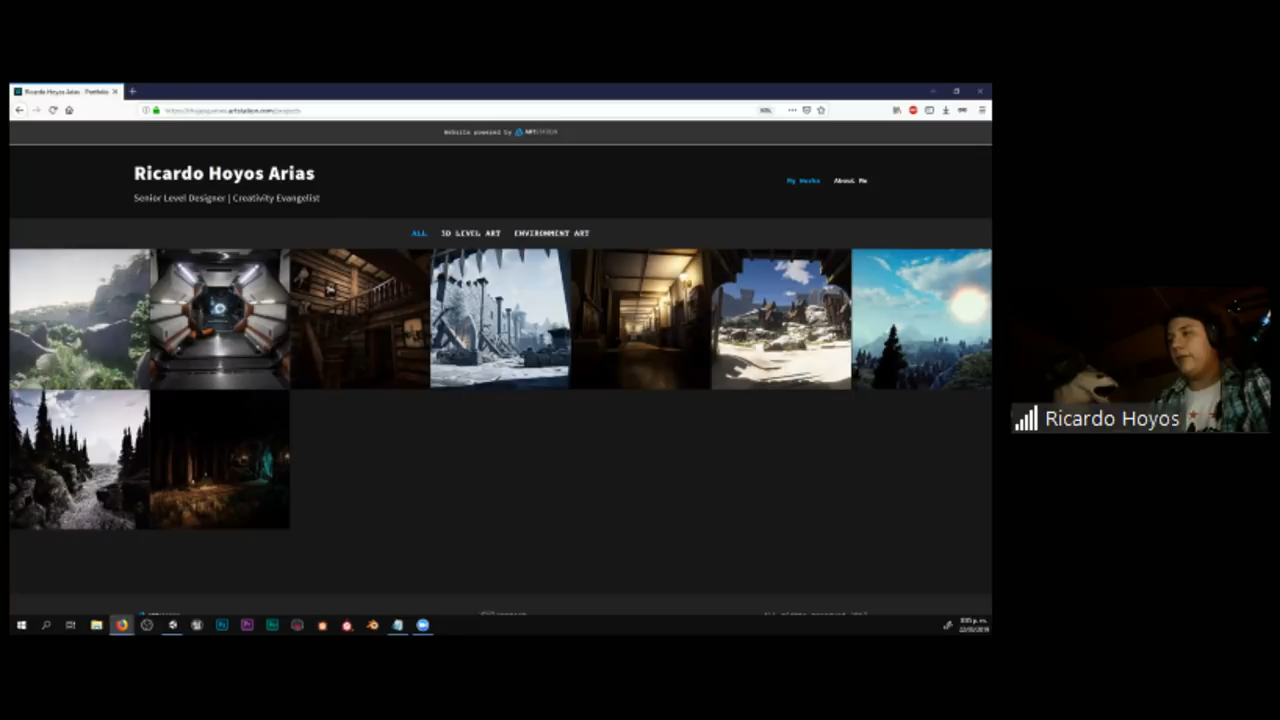 Ricardo Hoyos Arias - Portfolio
Website powered by ARTSTATION
Ricardo Hoyos Arias
Senior Level Designer | Creativity Evangelist
My Works About Me
ALL 3D LEVEL ART ENVIRONMENT ART
Ricardo Hoyos